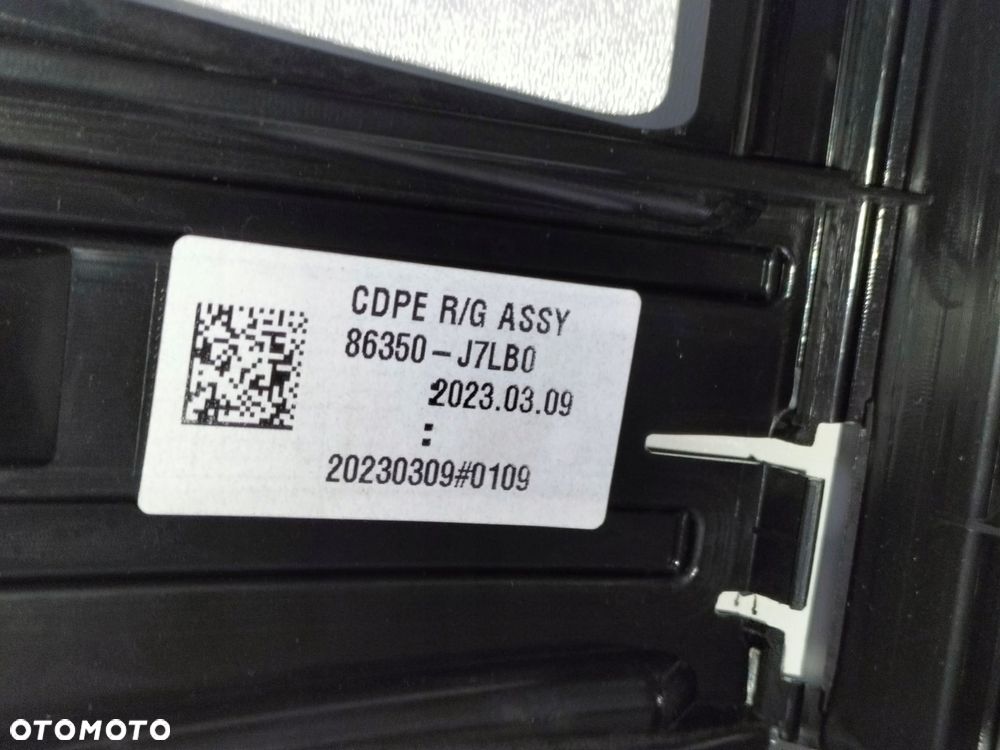 CDPE R/G ASSY
86350-J7LB0
:2023.03.09
:
20230309#0109
OTOMOTO